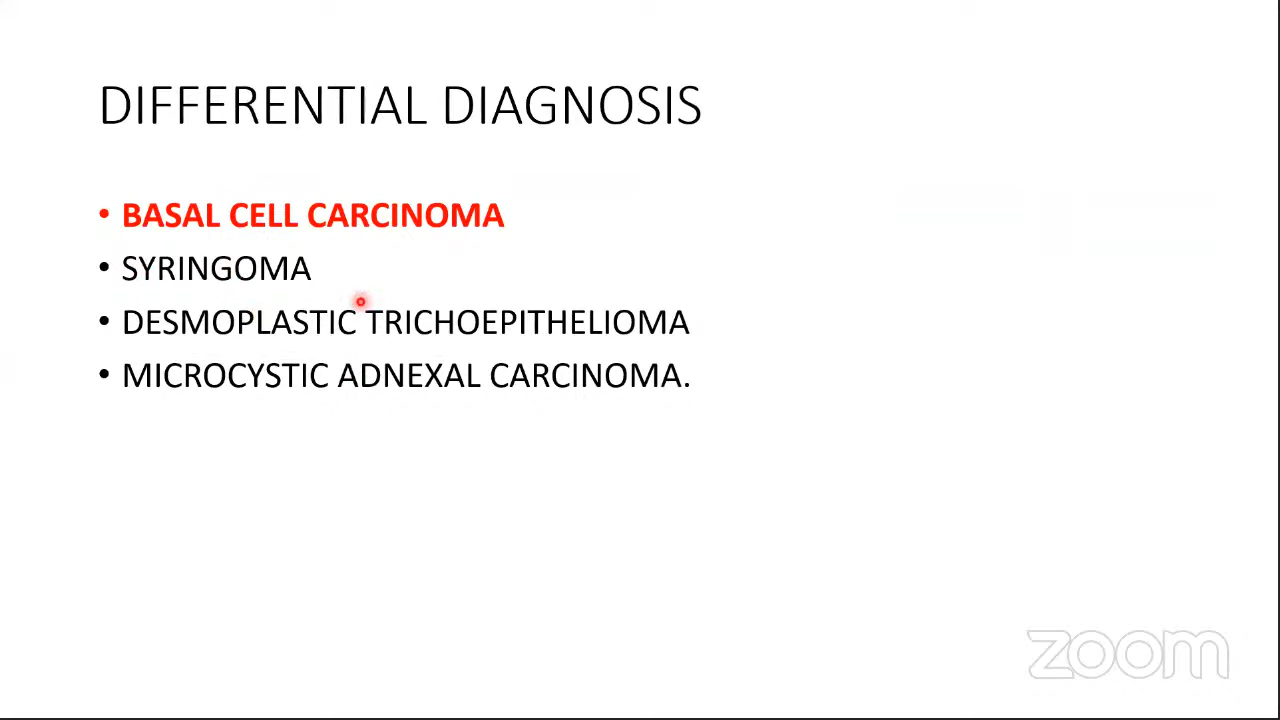 DIFFERENTIAL DIAGNOSIS
• BASAL CELL CARCINOMA
• SYRINGOMA
• DESMOPLASTIC TRICHOEPITHELIOMA
• MICROCYSTIC ADNEXAL CARCINOMA.
zoom